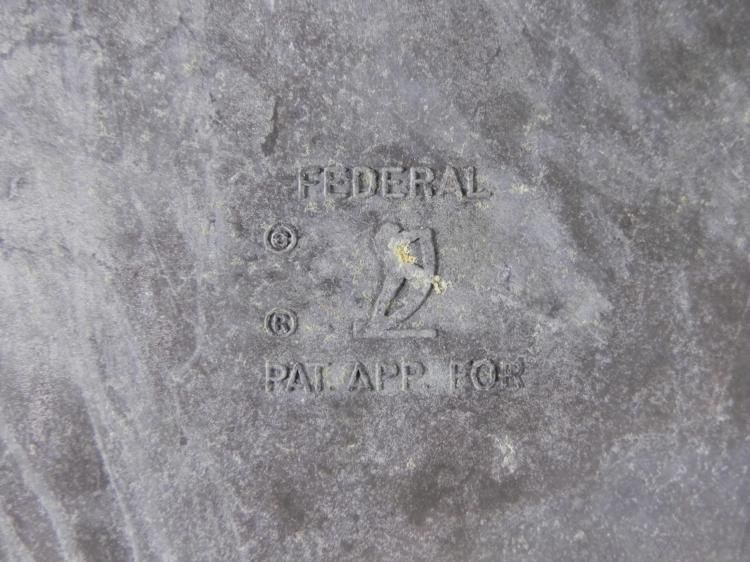 FEDERAL
©
®
PAT. APP. FOR